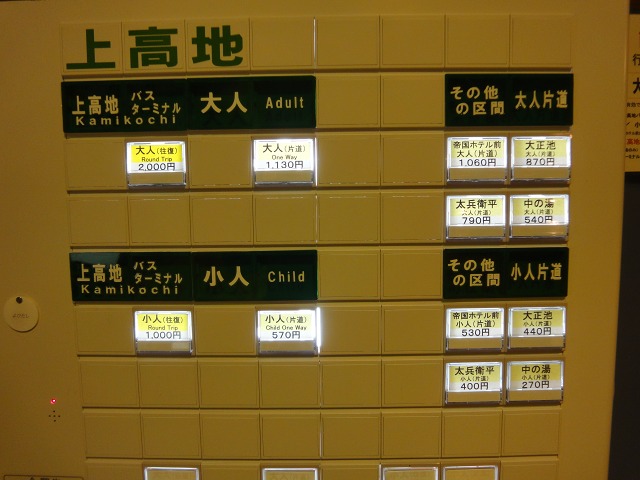 上高地
上高地 バスターミナル 大人 Adult
Kamikochi
その他の区間 大人片道
大人(往復)
Round Trip
2,000円
大人(片道)
One Way
1,130円
帝国ホテル前
大人(片道)
1,060円
大正池
大人(片道)
870円
太兵衛平
大人(片道)
790円
中の湯
大人(片道)
540円
上高地 バスターミナル 小人 Child
Kamikochi
その他の区間 小人片道
小人(往復)
Round Trip
1,000円
小人(片道)
Child One Way
570円
帝国ホテル前
小人(片道)
530円
大正池
小人(片道)
440円
太兵衛平
小人(片道)
400円
中の湯
小人(片道)
270円